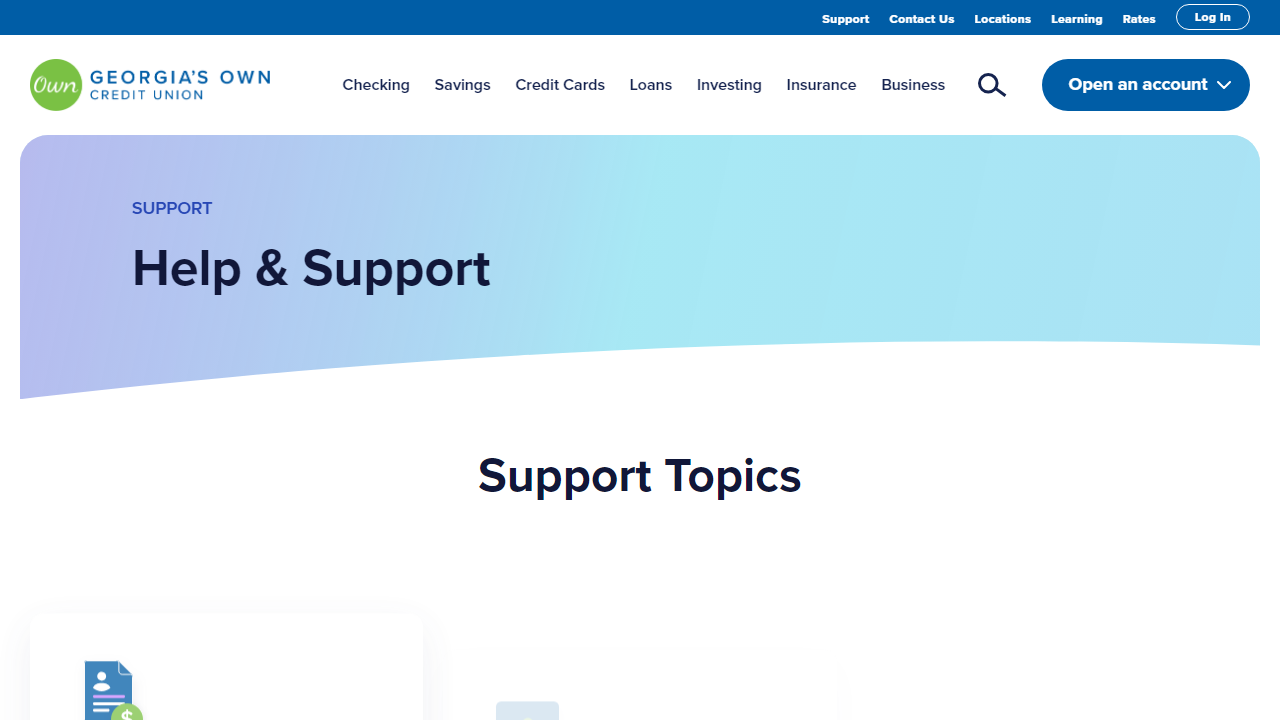 Support Contact Us Locations Learning Rates Log In
Own GEORGIA'S OWN
CREDIT UNION
Checking Savings Credit Cards Loans Investing Insurance Business Open an account
SUPPORT
Help & Support
Support Topics
$